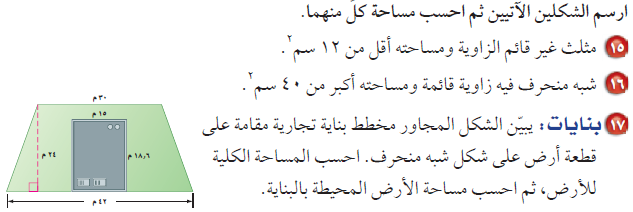 ارسم الشكلين الآتيين ثم احسب مساحة كلّ منهما.
١٥ مثلث غير قائم الزاوية ومساحته أقل من ١٢ سم٢.
١٦ شبه منحرف فيه زاوية قائمة ومساحته أكبر من ٤٠ سم٢.
١٧ بنايات: يبيّن الشكل المجاور مخطط بناية تجارية مقامة على
قطعة أرض على شكل شبه منحرف. احسب المساحة الكلية
للأرض، ثم احسب مساحة الأرض المحيطة بالبناية.
٣٠ م
١٥ م
٢٤ م
١٨,٦ م
٤٢ م